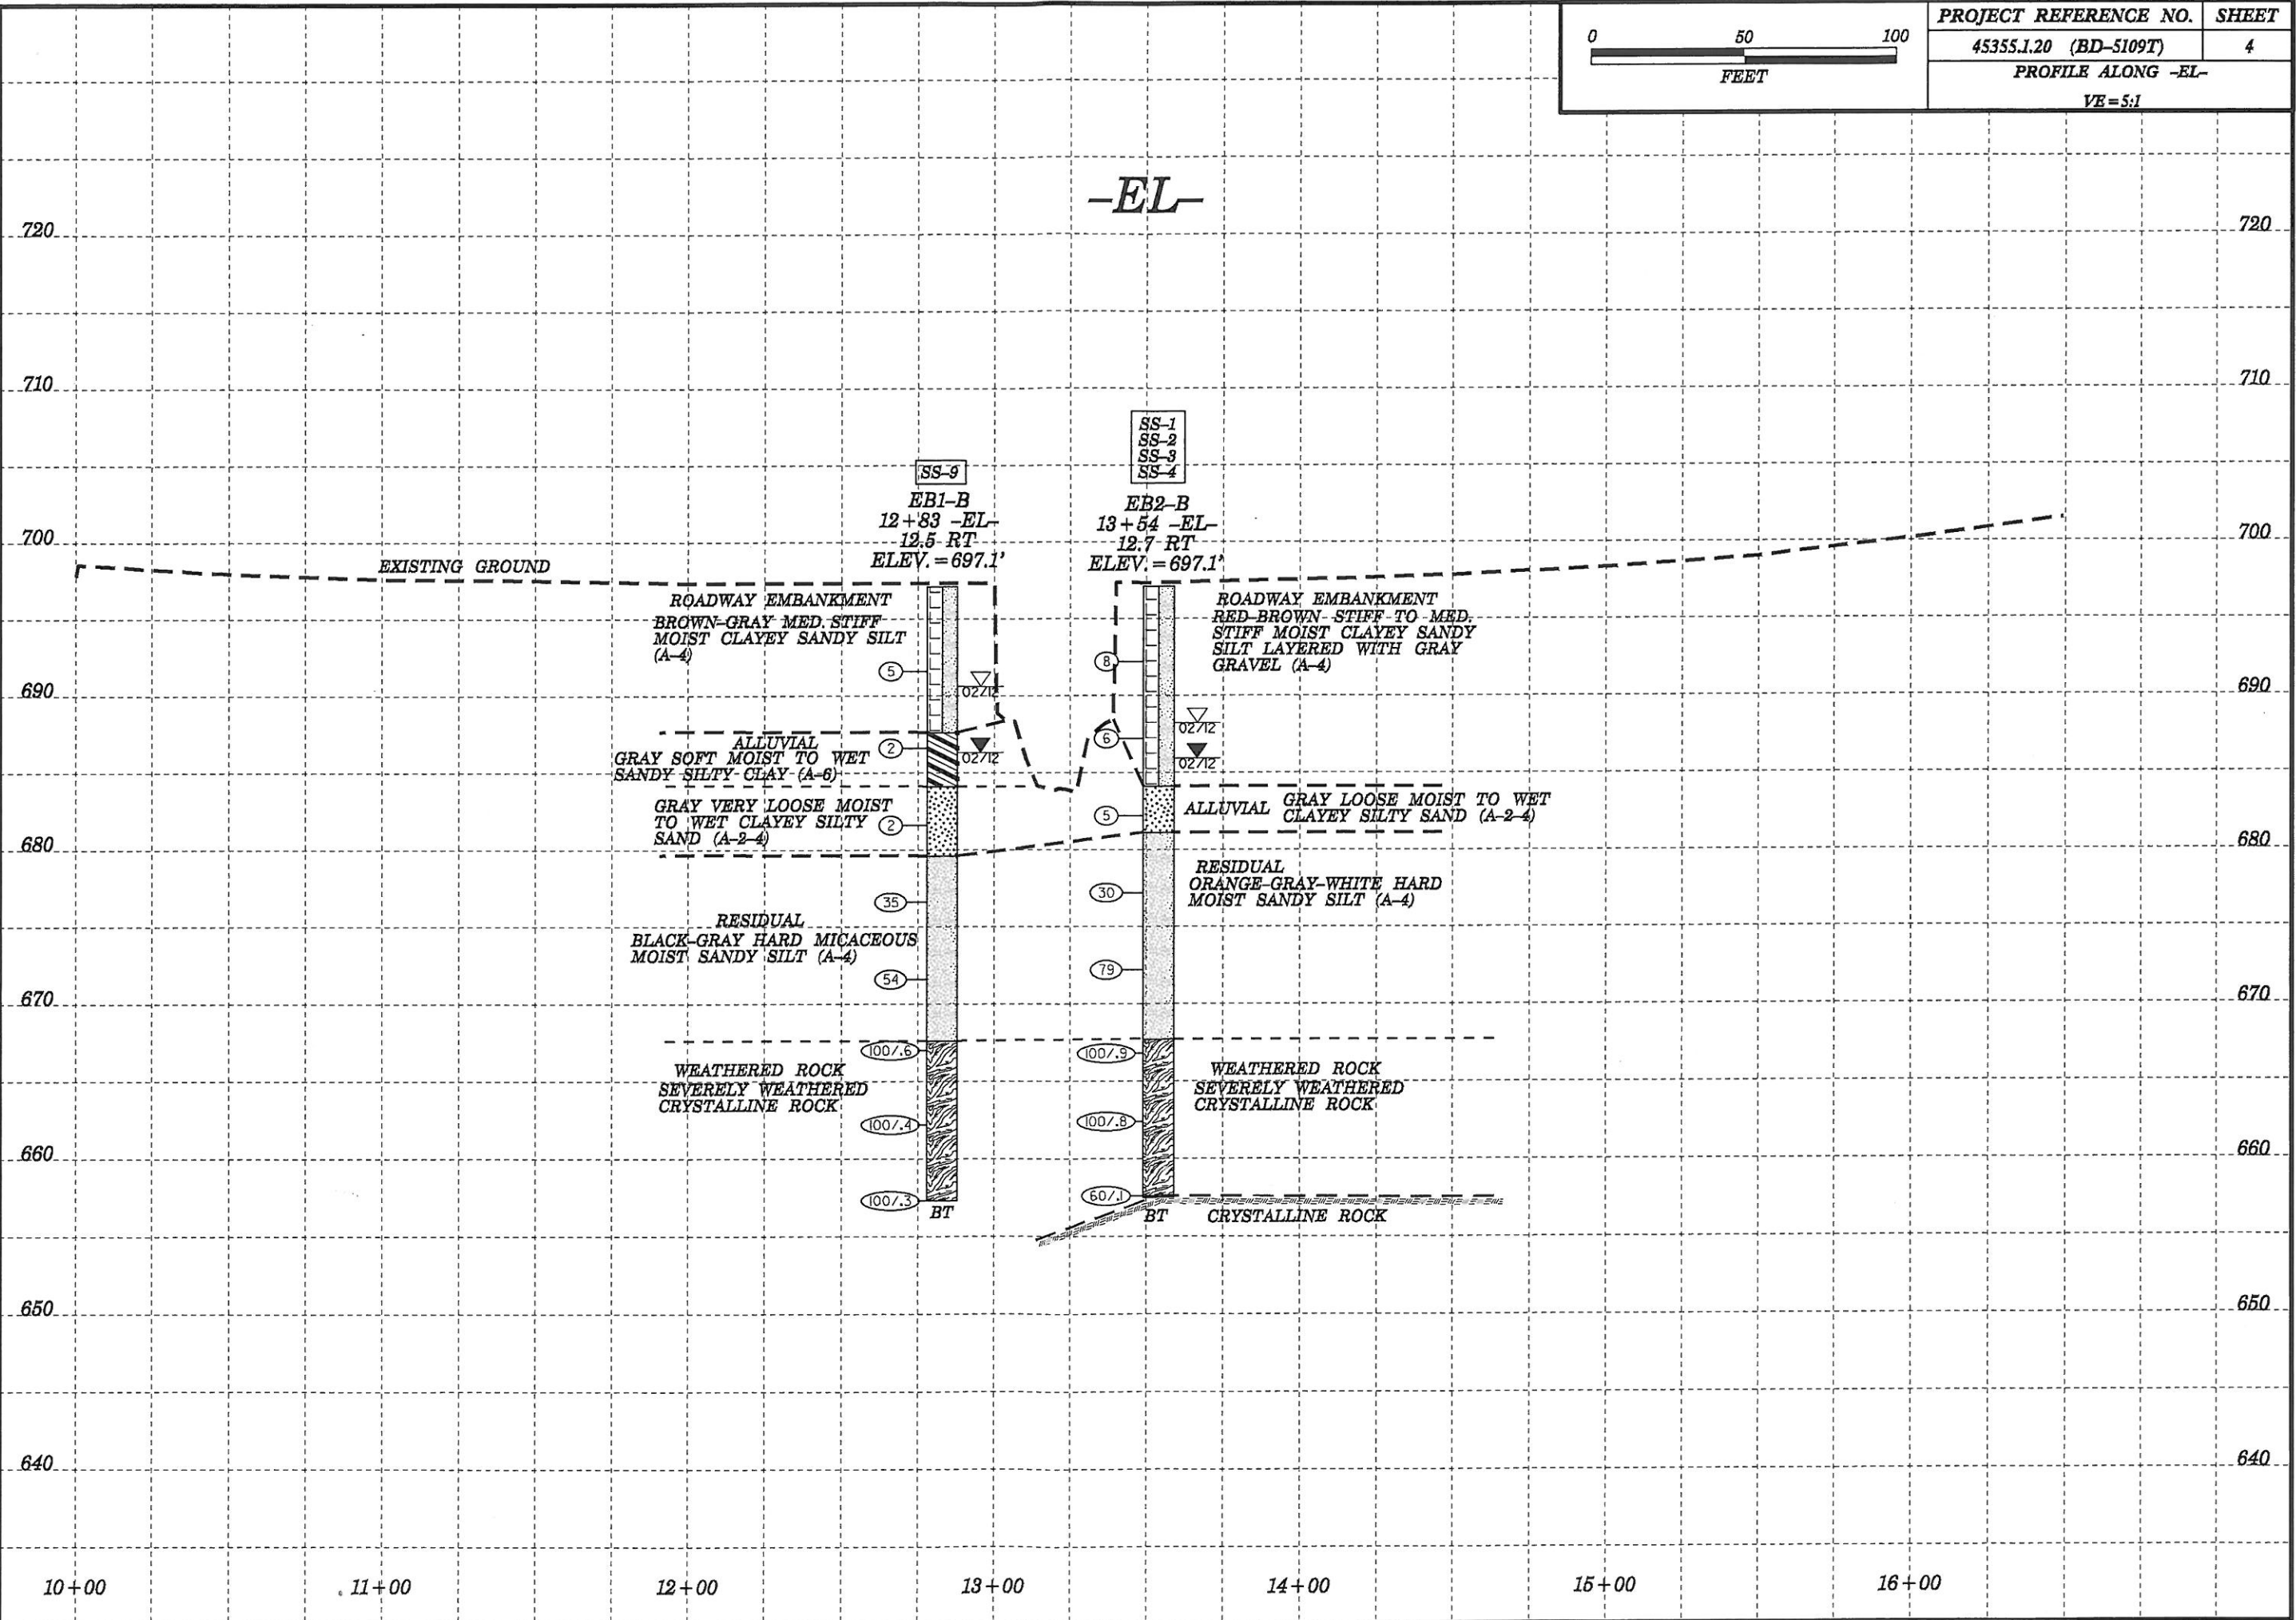 PROJECT REFERENCE NO. SHEET
45355.1.20 (BD–5109T) 4
PROFILE ALONG –EL–
VE = 5:1
0 50 100
FEET
–EL–
720 720
710 710
SS–1
SS–2
SS–3
SS–4
SS–9
EB1–B
12+83 –EL–
12.5 RT
ELEV. = 697.1'
EB2–B
13+54 –EL–
12.7 RT
ELEV. = 697.1'
700 700
EXISTING GROUND
ROADWAY EMBANKMENT
BROWN–GRAY MED. STIFF
MOIST CLAYEY SANDY SILT
(A–4)
ROADWAY EMBANKMENT
RED–BROWN STIFF TO MED.
STIFF MOIST CLAYEY SANDY
SILT LAYERED WITH GRAY
GRAVEL (A–4)
5
8
02/12
690 690
02/12
6
ALLUVIAL
GRAY SOFT MOIST TO WET
SANDY SILTY CLAY (A–6)
2
02/12
02/12
GRAY VERY LOOSE MOIST
TO WET CLAYEY SILTY
SAND (A–2–4)
2
5
ALLUVIAL
GRAY LOOSE MOIST TO WET
CLAYEY SILTY SAND (A–2–4)
680 680
RESIDUAL
ORANGE–GRAY–WHITE HARD
MOIST SANDY SILT (A–4)
35
30
RESIDUAL
BLACK–GRAY HARD MICACEOUS
MOIST SANDY SILT (A–4)
54
79
670 670
100/.6
100/.9
WEATHERED ROCK
SEVERELY WEATHERED
CRYSTALLINE ROCK
WEATHERED ROCK
SEVERELY WEATHERED
CRYSTALLINE ROCK
100/.4
100/.8
660 660
100/.3
60/.1
BT
BT
CRYSTALLINE ROCK
650 650
640 640
10+00 11+00 12+00 13+00 14+00 15+00 16+00